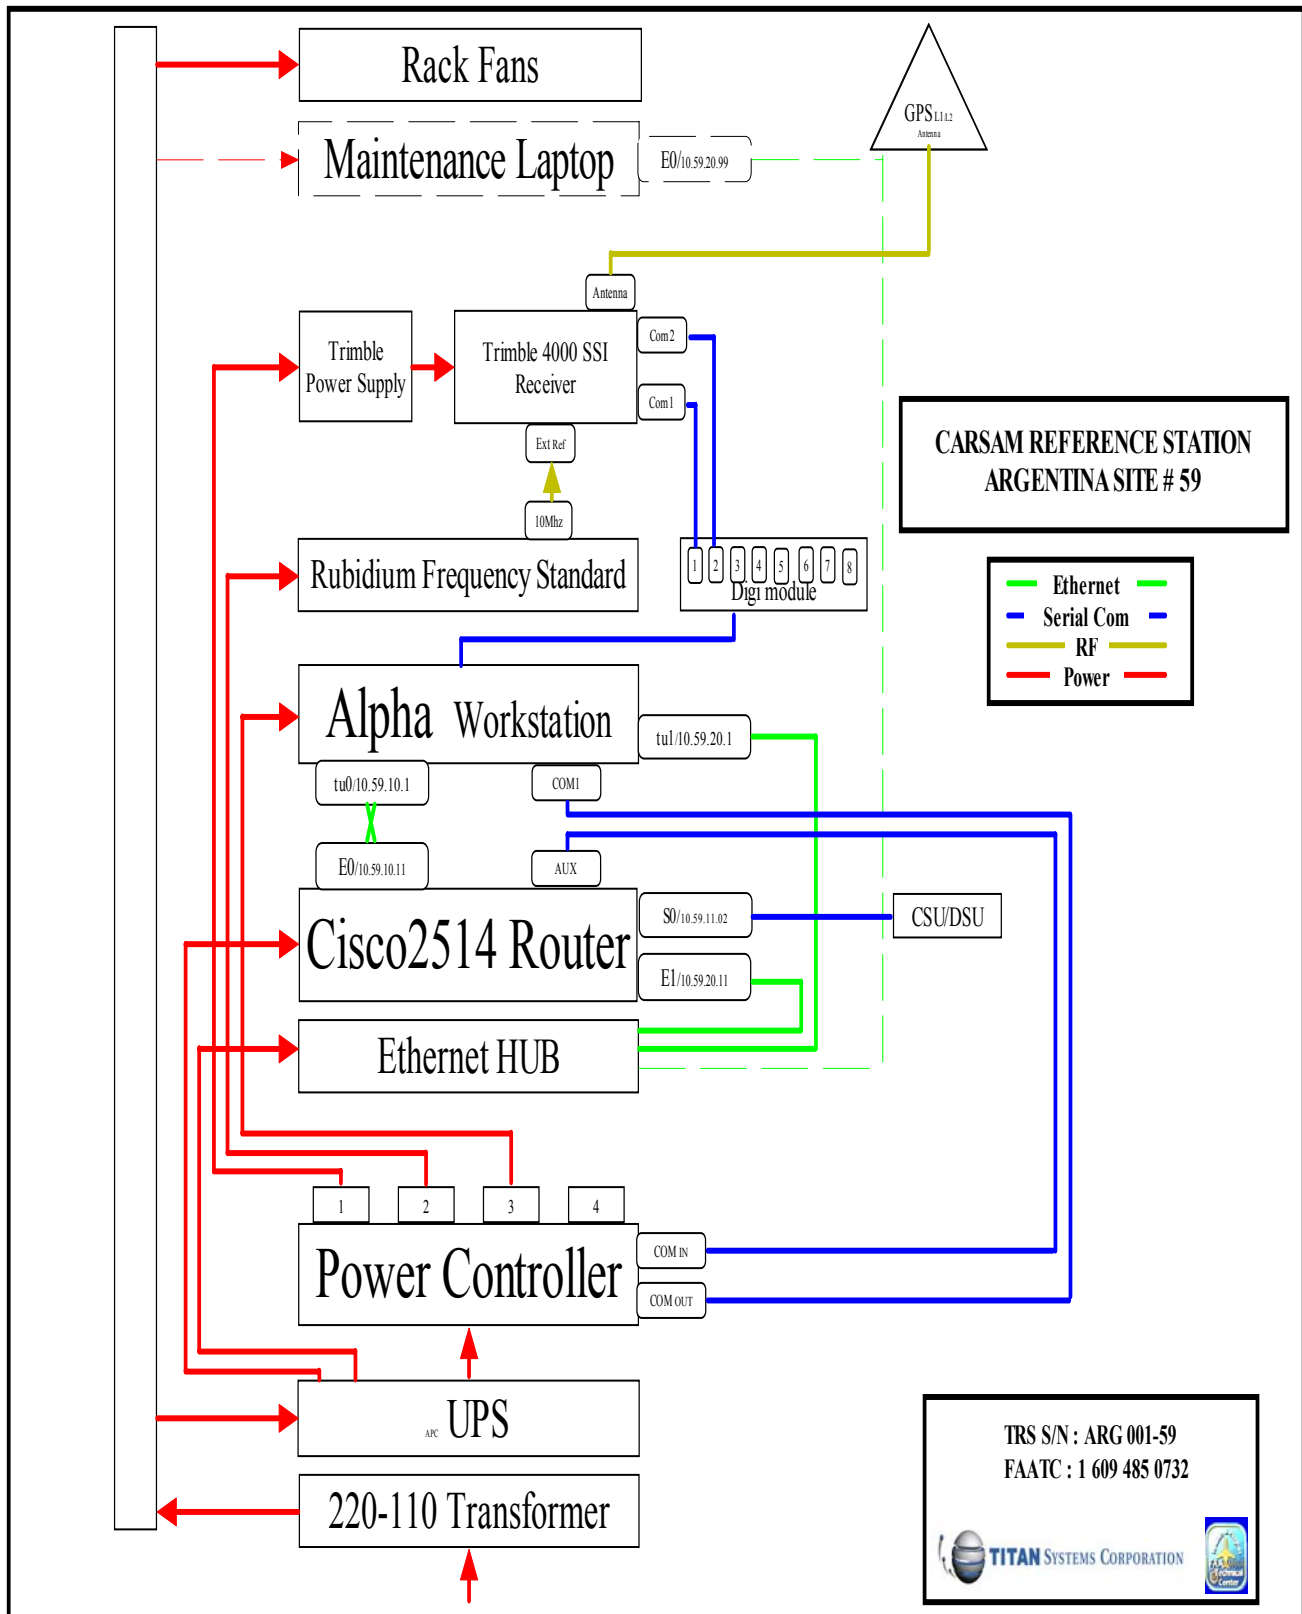 Rack Fans
GPS L1/L2
Antenna
Maintenance Laptop
E0/10.59.20.99
Antenna
Trimble
Power Supply
Trimble 4000 SSI
Receiver
Com2
Com1
Ext Ref
CARSAM REFERENCE STATION
ARGENTINA SITE # 59
10Mhz
Rubidium Frequency Standard
1 2 3 4 5 6 7 8
Digi module
Ethernet
Serial Com
RF
Power
Alpha Workstation
tu1/10.59.20.1
tu0/10.59.10.1
COM1
E0/10.59.10.11
AUX
Cisco2514 Router
S0/10.59.11.02
CSU/DSU
E1/10.59.20.11
Ethernet HUB
1 2 3 4
Power Controller
COM IN
COM OUT
APC UPS
220-110 Transformer
TRS S/N : ARG 001-59
FAATC : 1 609 485 0732
TITAN SYSTEMS CORPORATION
Technical
Center